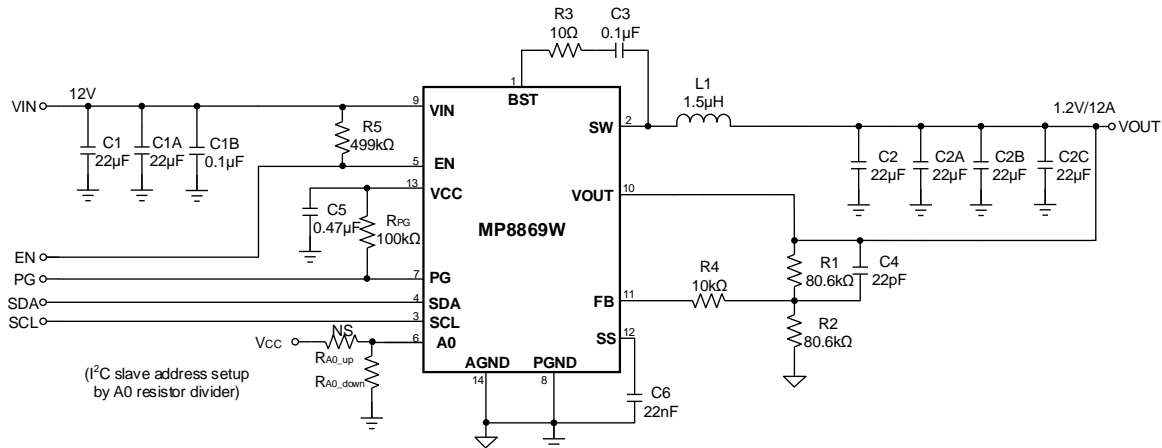 R3
10Ω
C3
0.1µF
1
BST
VIN
12V
9
VIN
L1
1.5µH
1.2V/12A
VOUT
SW
2
C1
22µF
C1A
22µF
C1B
0.1µF
R5
499kΩ
5
EN
C2
22µF
C2A
22µF
C2B
22µF
C2C
22µF
13
VCC
VOUT
10
C5
0.47µF
RPG
100kΩ
MP8869W
EN
PG
7
PG
R4
10kΩ
R1
80.6kΩ
C4
22pF
SDA
4
SDA
FB
11
SCL
3
SCL
R2
80.6kΩ
VCC
NS
RA0_up
6
A0
SS
12
RA0_down
AGND
PGND
14
8
(I²C slave address setup
by A0 resistor divider)
C6
22nF